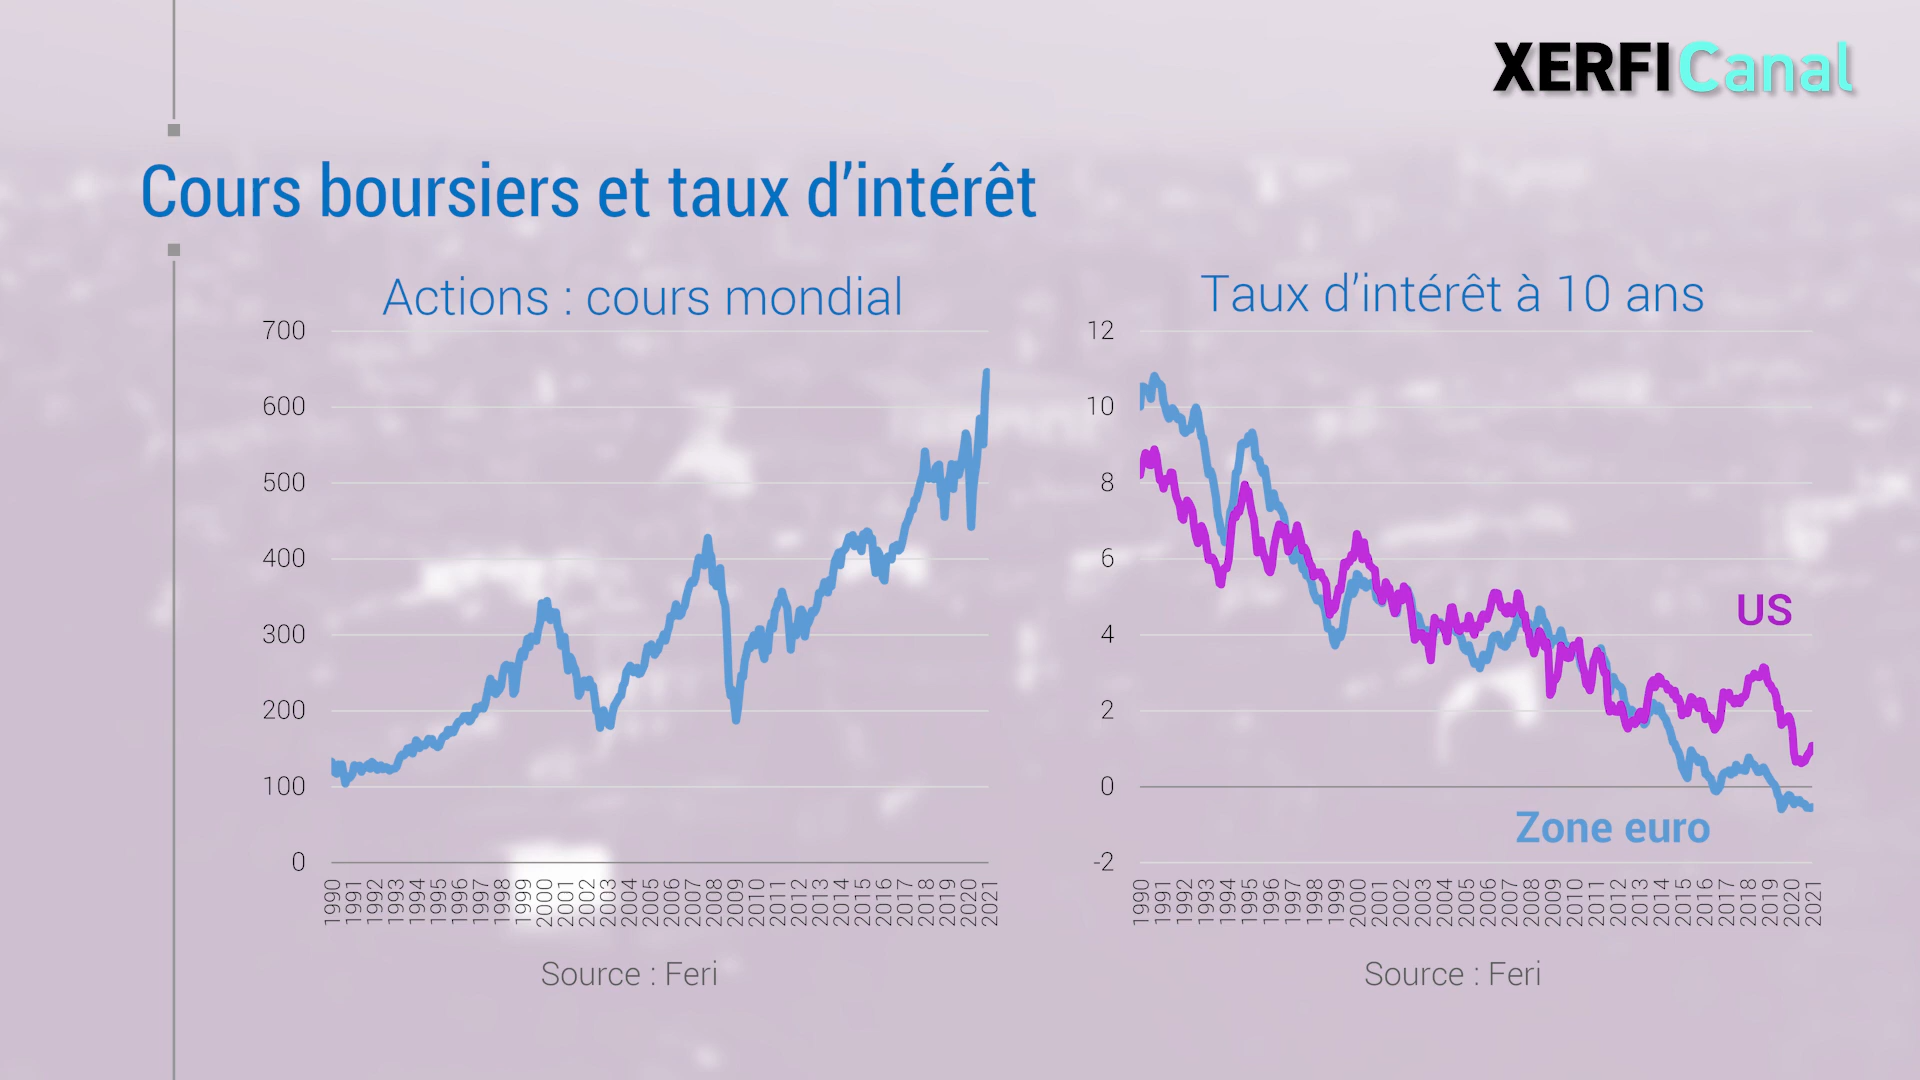 XERFI Canal
Cours boursiers et taux d'intérêt
Actions : cours mondial
700
600
500
400
300
200
100
0
1990 1991 1992 1993 1994 1995 1996 1997 1998 1999 2000 2001 2002 2003 2004 2005 2006 2007 2008 2009 2010 2011 2012 2013 2014 2015 2016 2017 2018 2019 2020 2021
Source : Feri
Taux d'intérêt à 10 ans
12
10
8
6
4
2
0
-2
US
Zone euro
1990 1991 1992 1993 1994 1995 1996 1997 1998 1999 2000 2001 2002 2003 2004 2005 2006 2007 2008 2009 2010 2011 2012 2013 2014 2015 2016 2017 2018 2019 2020 2021
Source : Feri